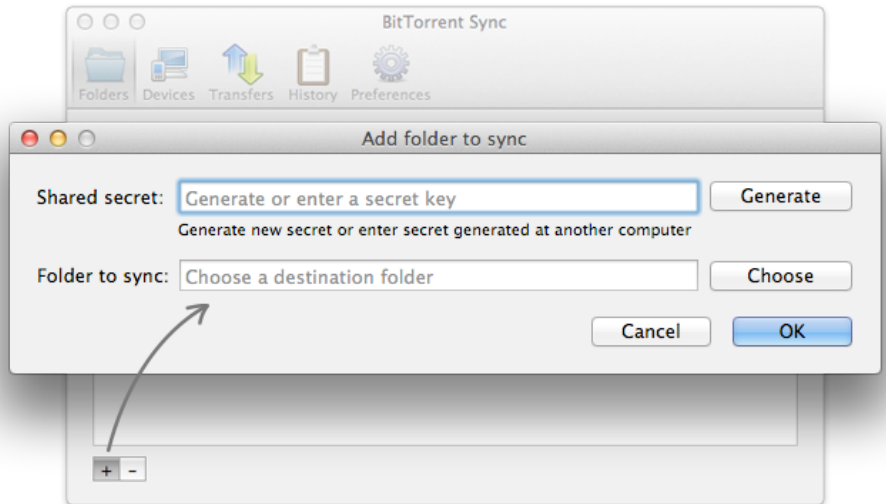 BitTorrent Sync
Folders Devices Transfers History Preferences
Add folder to sync
Shared secret: Generate or enter a secret key Generate
Generate new secret or enter secret generated at another computer
Folder to sync: Choose a destination folder Choose
Cancel OK
+ -